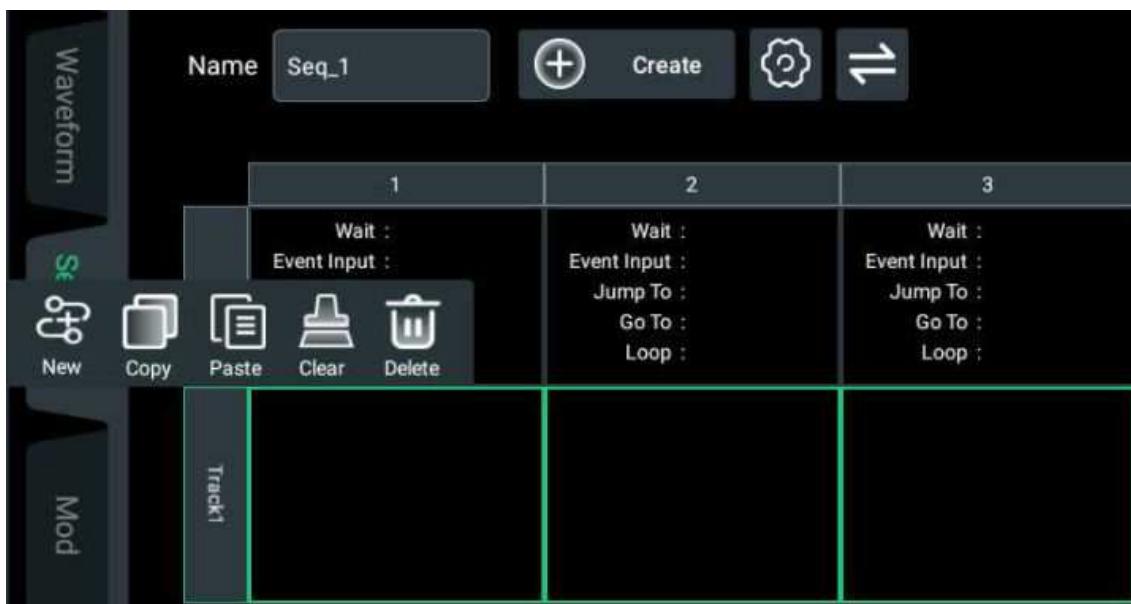 Waveform
Name Seq_1 Create
1 2 3
Wait : Wait : Wait :
Event Input : Event Input : Event Input :
Jump To : Jump To :
Go To : Go To :
Loop : Loop :
Se
New Copy Paste Clear Delete
Track1
Mod